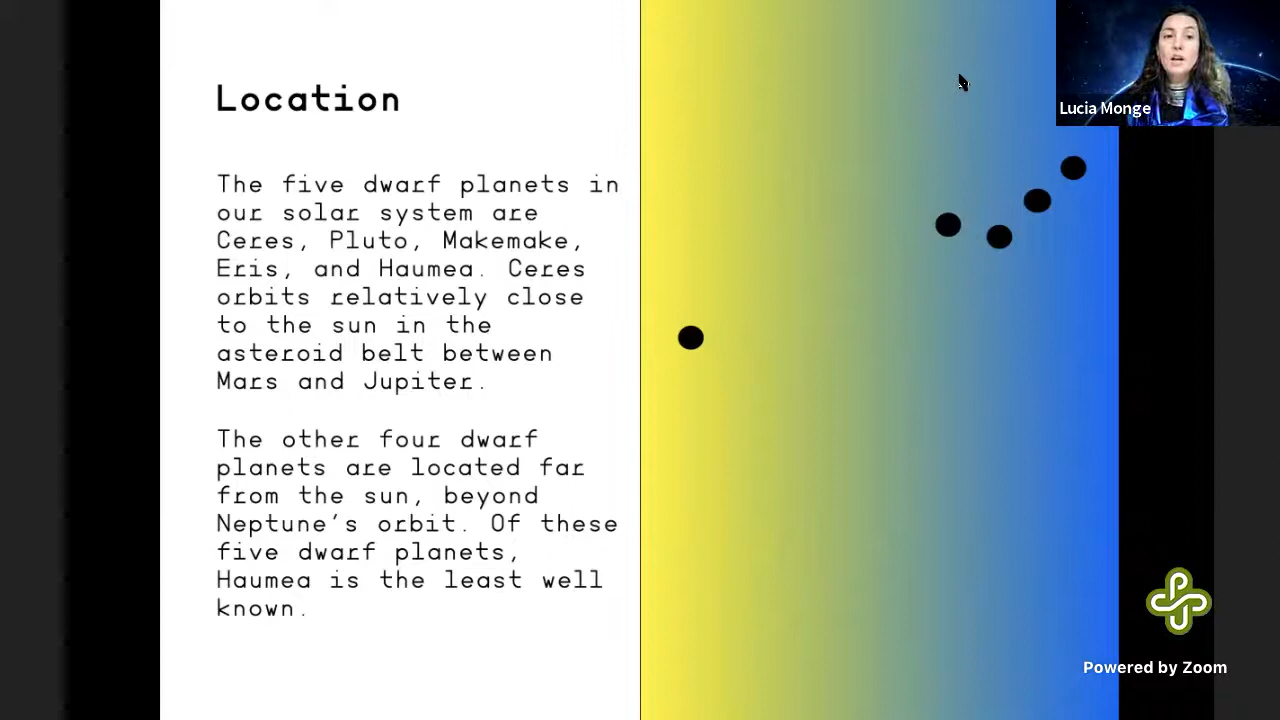 Location
The five dwarf planets in
our solar system are
Ceres, Pluto, Makemake,
Eris, and Haumea. Ceres
orbits relatively close
to the sun in the
asteroid belt between
Mars and Jupiter.
The other four dwarf
planets are located far
from the sun, beyond
Neptune's orbit. Of these
five dwarf planets,
Haumea is the least well
known.
Lucia Monge
Powered by Zoom